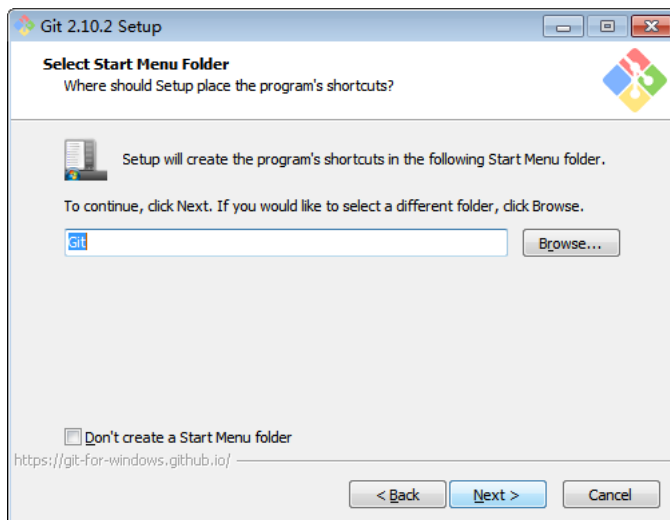 Git 2.10.2 Setup
Select Start Menu Folder
Where should Setup place the program's shortcuts?
Setup will create the program's shortcuts in the following Start Menu folder.
To continue, click Next. If you would like to select a different folder, click Browse.
Git
Browse...
Don't create a Start Menu folder
https://git-for-windows.github.io/
< Back
Next >
Cancel